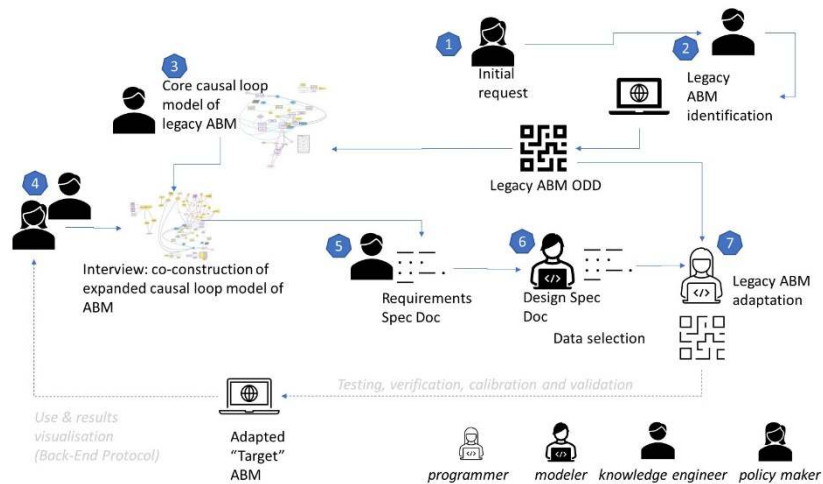 1
Initial
request
2
Legacy
ABM
identification
3
Core causal loop
model of
legacy ABM
Legacy ABM ODD
4
Interview: co-construction of
expanded causal loop model of
ABM
5
Requirements
Spec Doc
6
</>
Design Spec
Doc
Data selection
7
</>
Legacy ABM
adaptation
Testing, verification, calibration and validation
Use & results
visualisation
(Back-End Protocol)
Adapted
“Target”
ABM
</>
programmer
</>
modeler
knowledge engineer
policy maker